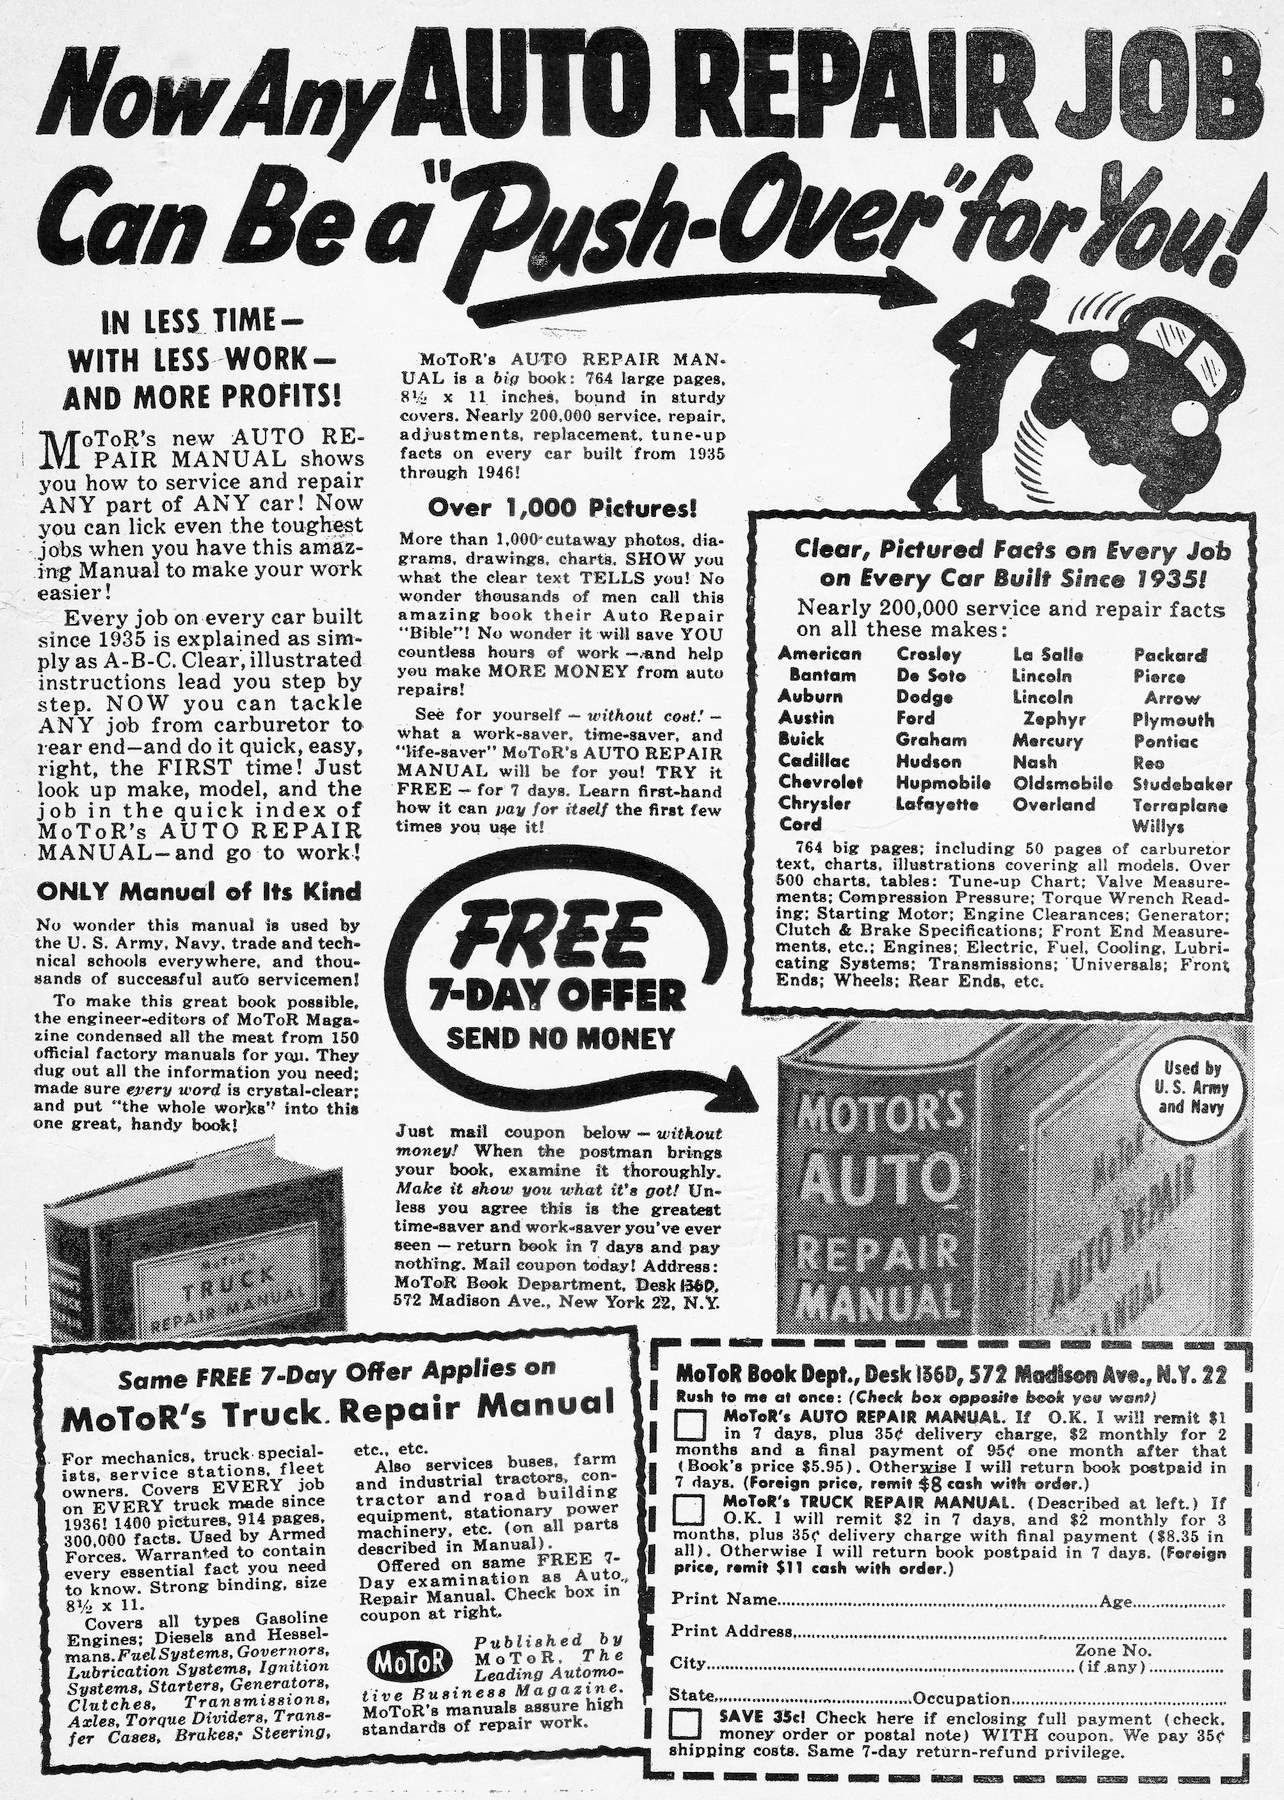 Now Any AUTO REPAIR JOB
Can Be a "Push-Over" for You!
IN LESS TIME—
WITH LESS WORK—
AND MORE PROFITS!
MoToR's new AUTO RE-
PAIR MANUAL shows
you how to service and repair
ANY part of ANY car! Now
you can lick even the toughest
jobs when you have this amaz-
ing Manual to make your work
easier!
Every job on every car built
since 1935 is explained as sim-
ply as A-B-C. Clear, illustrated
instructions lead you step by
step. NOW you can tackle
ANY job from carburetor to
rear end—and do it quick, easy,
right, the FIRST time! Just
look up make, model, and the
job in the quick index of
MoToR's AUTO REPAIR
MANUAL—and go to work!
ONLY Manual of Its Kind
No wonder this manual is used by
the U. S. Army, Navy, trade and tech-
nical schools everywhere, and thou-
sands of successful auto servicemen!
To make this great book possible,
the engineer-editors of MoToR Maga-
zine condensed all the meat from 150
official factory manuals for you. They
dug out all the information you need;
made sure every word is crystal-clear;
and put "the whole works" into this
one great, handy book!
MoToR's AUTO REPAIR MAN-
UAL is a big book: 764 large pages,
8½ x 11 inches, bound in sturdy
covers. Nearly 200,000 service, repair,
adjustments, replacement, tune-up
facts on every car built from 1935
through 1946!
Over 1,000 Pictures!
More than 1,000 cutaway photos, dia-
grams, drawings, charts, SHOW you
what the clear text TELLS you! No
wonder thousands of men call this
amazing book their Auto Repair
"Bible"! No wonder it will save YOU
countless hours of work — and help
you make MORE MONEY from auto
repairs!
See for yourself — without cost! —
what a work-saver, time-saver, and
"life-saver" MoToR's AUTO REPAIR
MANUAL will be for you! TRY it
FREE — for 7 days. Learn first-hand
how it can pay for itself the first few
times you use it!
FREE
7-DAY OFFER
SEND NO MONEY
Just mail coupon below — without
money! When the postman brings
your book, examine it thoroughly.
Make it show you what it's got! Un-
less you agree this is the greatest
time-saver and work-saver you've ever
seen — return book in 7 days and pay
nothing. Mail coupon today! Address:
MoToR Book Department, Desk 136D,
572 Madison Ave., New York 22, N.Y.
Clear, Pictured Facts on Every Job
on Every Car Built Since 1935!
Nearly 200,000 service and repair facts
on all these makes:
American Crosley La Salle Packard
Bantam De Soto Lincoln Pierce
Auburn Dodge Lincoln Arrow
Austin Ford Zephyr Plymouth
Buick Graham Mercury Pontiac
Cadillac Hudson Nash Reo
Chevrolet Hupmobile Oldsmobile Studebaker
Chrysler Lafayette Overland Terraplane
Cord Willys
764 big pages; including 50 pages of carburetor
text, charts, illustrations covering all models. Over
500 charts, tables: Tune-up Chart; Valve Measure-
ments; Compression Pressure; Torque Wrench Read-
ing; Starting Motor; Engine Clearances; Generator;
Clutch & Brake Specifications; Front End Measure-
ments, etc.; Engines; Electric, Fuel, Cooling, Lubri-
cating Systems; Transmissions; Universals; Front
Ends; Wheels; Rear Ends, etc.
Used by
U. S. Army
and Navy
MOTOR'S
AUTO
REPAIR
MANUAL
AUTO REPAIR
MANUAL
MoToR
TRUCK
REPAIR MANUAL
Same FREE 7-Day Offer Applies on
MoToR's Truck Repair Manual
For mechanics, truck special-
ists, service stations, fleet
owners. Covers EVERY job
on EVERY truck made since
1936! 1400 pictures, 914 pages,
300,000 facts. Used by Armed
Forces. Warranted to contain
every essential fact you need
to know. Strong binding, size
8½ x 11.
Covers all types Gasoline
Engines; Diesels and Hessel-
mans. Fuel Systems, Governors,
Lubrication Systems, Ignition
Systems, Starters, Generators,
Clutches, Transmissions,
Axles, Torque Dividers, Trans-
fer Cases, Brakes, Steering,
etc., etc.
Also services buses, farm
and industrial tractors, con-
tractor and road building
equipment, stationary power
machinery, etc. (on all parts
described in Manual).
Offered on same FREE 7-
Day examination as Auto
Repair Manual. Check box in
coupon at right.
MoToR
Published by
MoToR, The
Leading Automo-
tive Business Magazine.
MoToR's manuals assure high
standards of repair work.
MoToR Book Dept., Desk 136D, 572 Madison Ave., N.Y. 22
Rush to me at once: (Check box opposite book you want)
MoToR's AUTO REPAIR MANUAL. If O.K. I will remit $1
in 7 days, plus 35¢ delivery charge, $2 monthly for 2
months and a final payment of 95¢ one month after that
(Book's price $5.95). Otherwise I will return book postpaid in
7 days. (Foreign price, remit $8 cash with order.)
MoToR's TRUCK REPAIR MANUAL. (Described at left.) If
O.K. I will remit $2 in 7 days, and $2 monthly for 3
months, plus 35¢ delivery charge with final payment ($8.35 in
all). Otherwise I will return book postpaid in 7 days. (Foreign
price, remit $11 cash with order.)
Print Name Age
Print Address
Zone No.
City (if any)
State Occupation
SAVE 35c! Check here if enclosing full payment (check,
money order or postal note) WITH coupon. We pay 35¢
shipping costs. Same 7-day return-refund privilege.